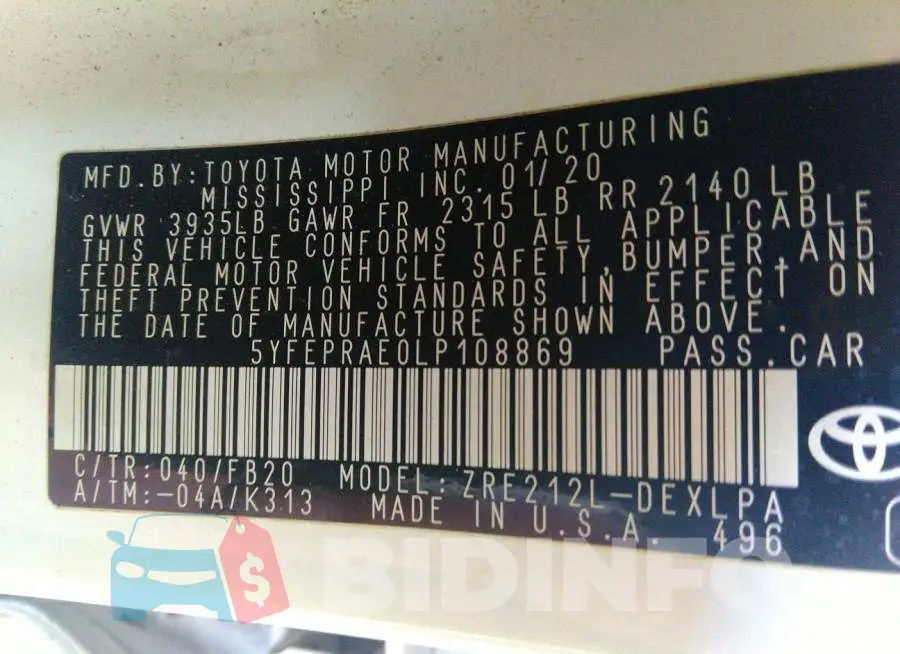 MFD.BY:TOYOTA MOTOR MANUFACTURING
MISSISSIPPI INC. 01/20
GVWR 3935LB GAWR FR 2315 LB RR 2140LB
THIS VEHICLE CONFORMS TO ALL APPLICABLE
FEDERAL MOTOR VEHICLE SAFETY,BUMPER,AND
THEFT PREVENTION STANDARDS IN EFFECT ON
THE DATE OF MANUFACTURE SHOWN ABOVE.
5YFEPRAE0LP108869 PASS.CAR
C/TR:040/FB20 MODEL:ZRE212L-DEXLPA
A/TM:-04A/K313 MADE IN U.S.A. 496
$ BIDINFO